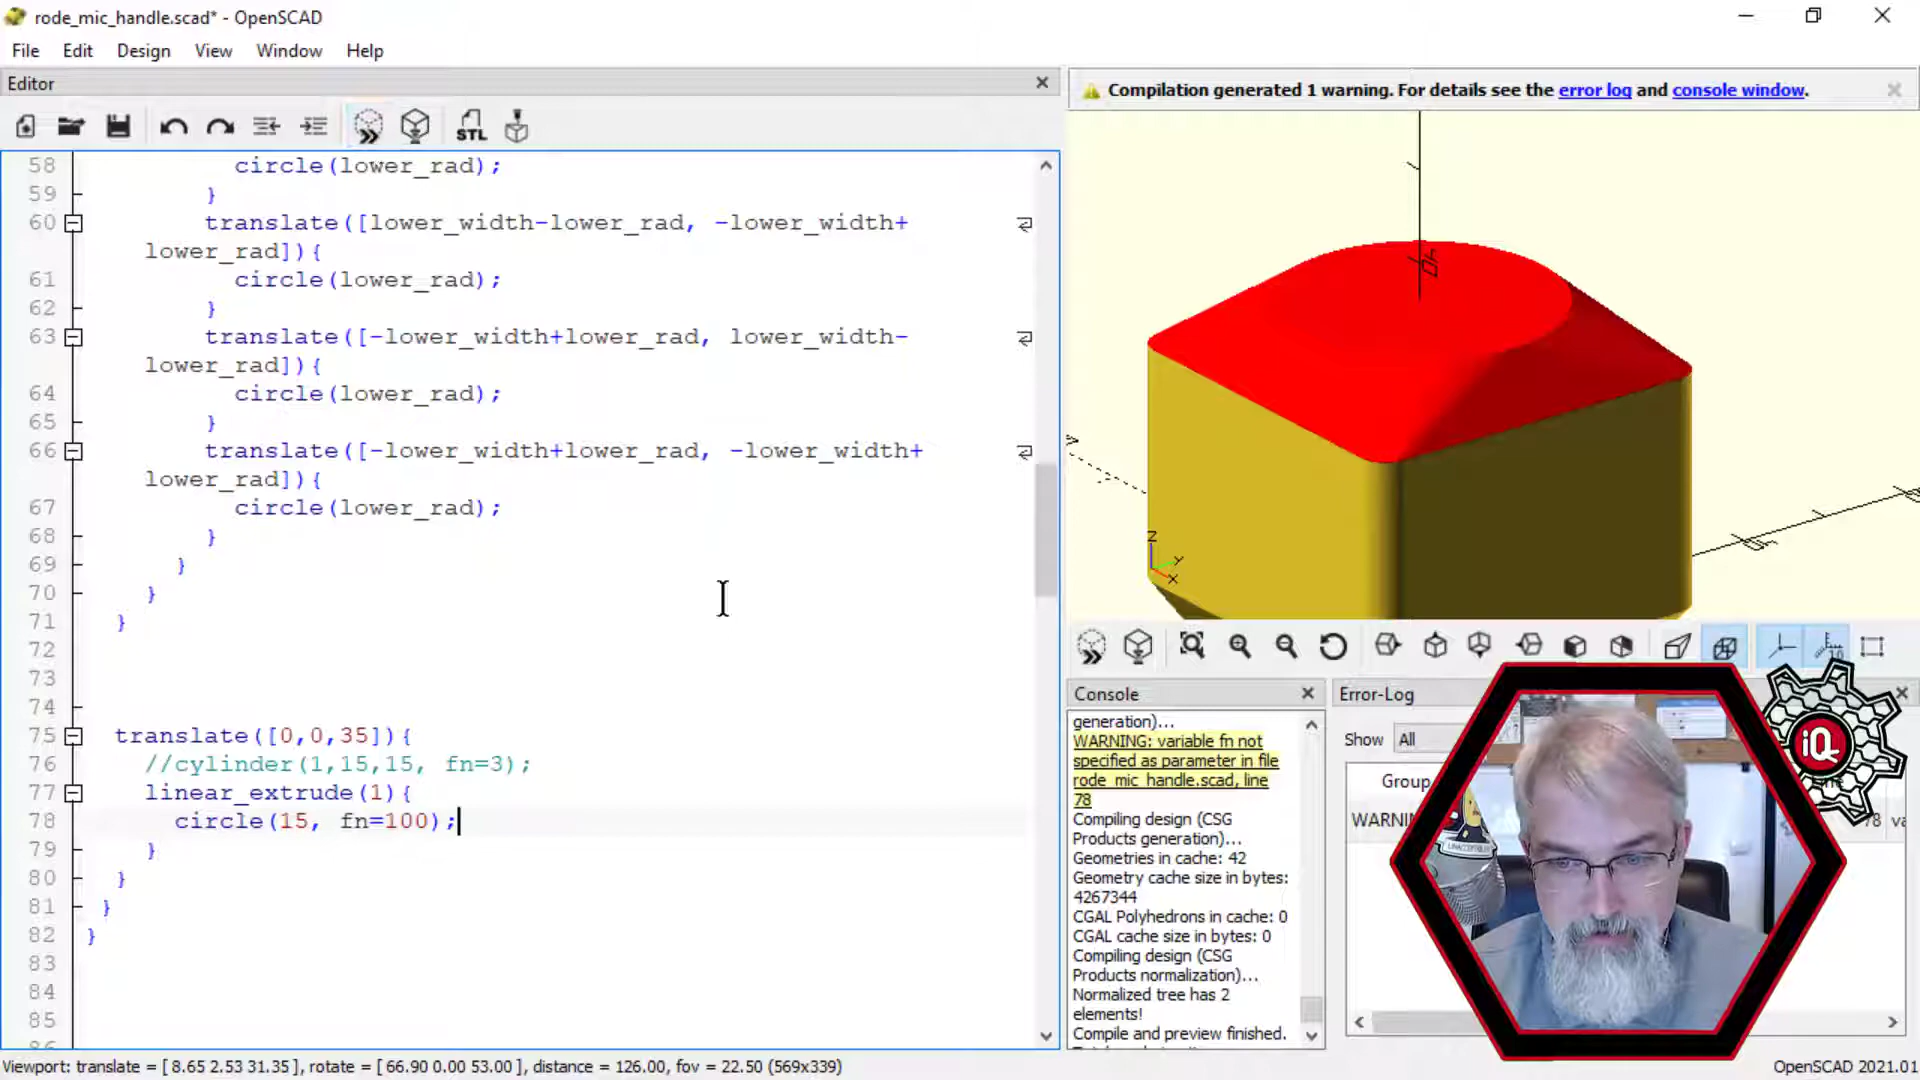 rode_mic_handle.scad* - OpenSCAD
File Edit Design View Window Help
Editor
STL
58 circle(lower_rad);
59 }
60 translate([lower_width-lower_rad, -lower_width+
lower_rad]){
61 circle(lower_rad);
62 }
63 translate([-lower_width+lower_rad, lower_width-
lower_rad]){
64 circle(lower_rad);
65 }
66 translate([-lower_width+lower_rad, -lower_width+
lower_rad]){
67 circle(lower_rad);
68 }
69 }
70 }
71 }
72
73
74
75 translate([0,0,35]){
76 //cylinder(1,15,15, fn=3);
77 linear_extrude(1){
78 circle(15, fn=100);
79 }
80 }
81 }
82 }
83
84
85
Compilation generated 1 warning. For details see the error log and console window.
Z
Y
X
Console
generation)...
WARNING: variable fn not
specified as parameter in file
rode_mic_handle.scad, line
78
Compiling design (CSG
Products generation)...
Geometries in cache: 42
Geometry cache size in bytes:
4267344
CGAL Polyhedrons in cache: 0
CGAL cache size in bytes: 0
Compiling design (CSG
Products normalization)...
Normalized tree has 2
elements!
Compile and preview finished.
Error-Log
Show All
Group
WARNIN
78
iQ
Viewport: translate = [ 8.65 2.53 31.35 ], rotate = [ 66.90 0.00 53.00 ], distance = 126.00, fov = 22.50 (569x339)
OpenSCAD 2021.01